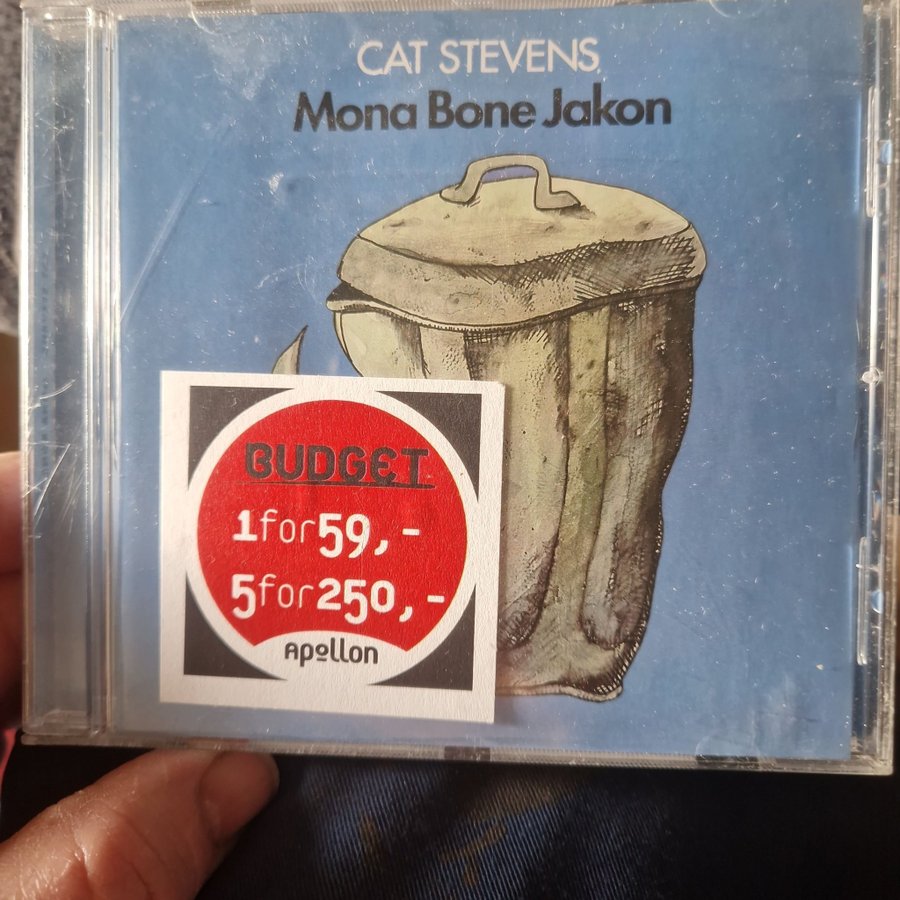 CAT STEVENS
Mona Bone Jakon
BUDGET
1for59,-
5for250,-
Apollon